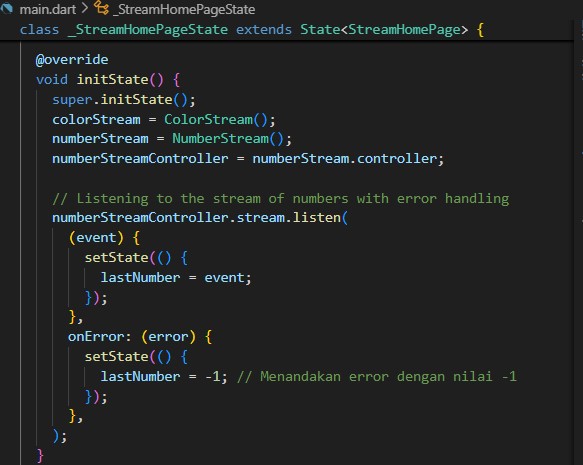 main.dart > _StreamHomePageState
class _StreamHomePageState extends State<StreamHomePage> {
@override
void initState() {
super.initState();
colorStream = ColorStream();
numberStream = NumberStream();
numberStreamController = numberStream.controller;
// Listening to the stream of numbers with error handling
numberStreamController.stream.listen(
(event) {
setState(() {
lastNumber = event;
});
},
onError: (error) {
setState(() {
lastNumber = -1; // Menandakan error dengan nilai -1
});
},
);
}